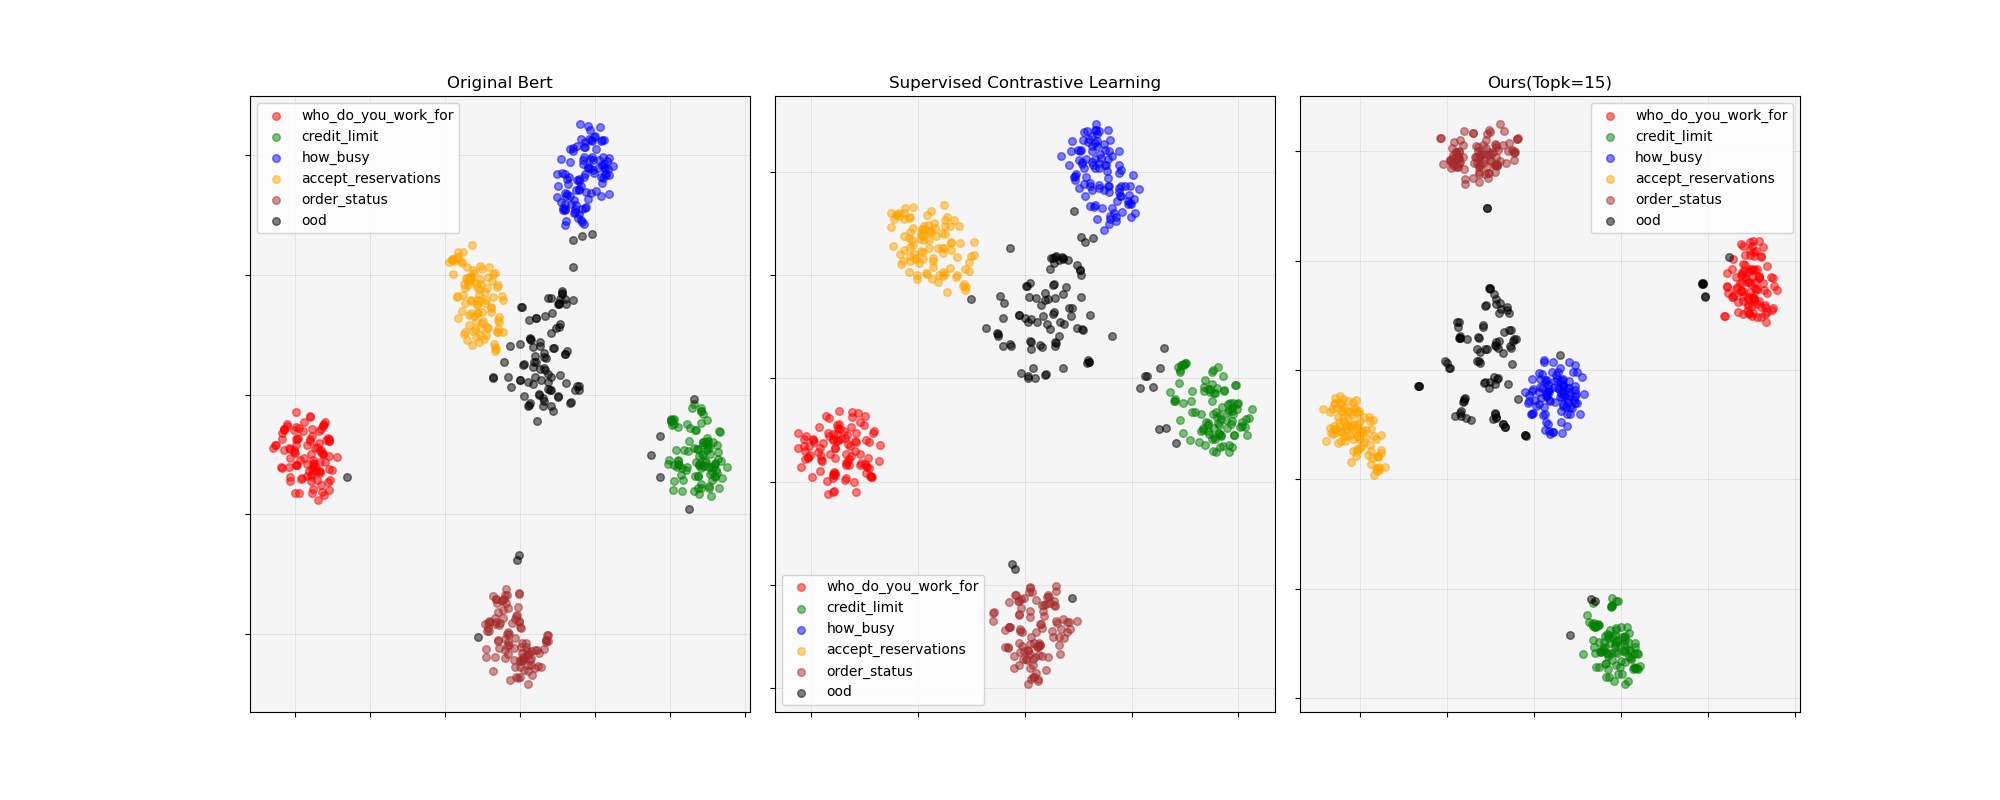 Original Bert
who_do_you_work_for
credit_limit
how_busy
accept_reservations
order_status
ood
Supervised Contrastive Learning
who_do_you_work_for
credit_limit
how_busy
accept_reservations
order_status
ood
Ours(Topk=15)
who_do_you_work_for
credit_limit
how_busy
accept_reservations
order_status
ood